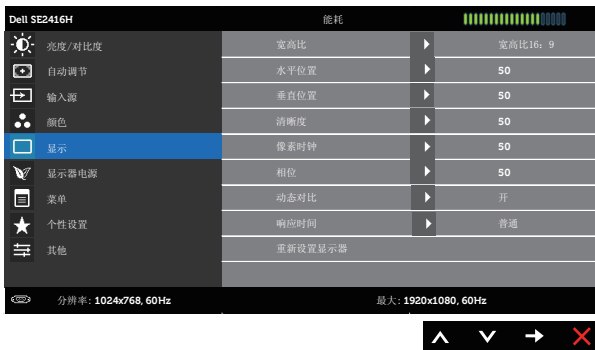 Dell SE2416H 能耗
亮度/对比度 宽高比 宽高比16：9
自动调节 水平位置 50
输入源 垂直位置 50
颜色 清晰度 50
显示 像素时钟 50
显示器电源 相位 50
菜单 动态对比 开
个性设置 响应时间 普通
其他 重新设置显示器
分辨率: 1024x768, 60Hz 最大: 1920x1080, 60Hz